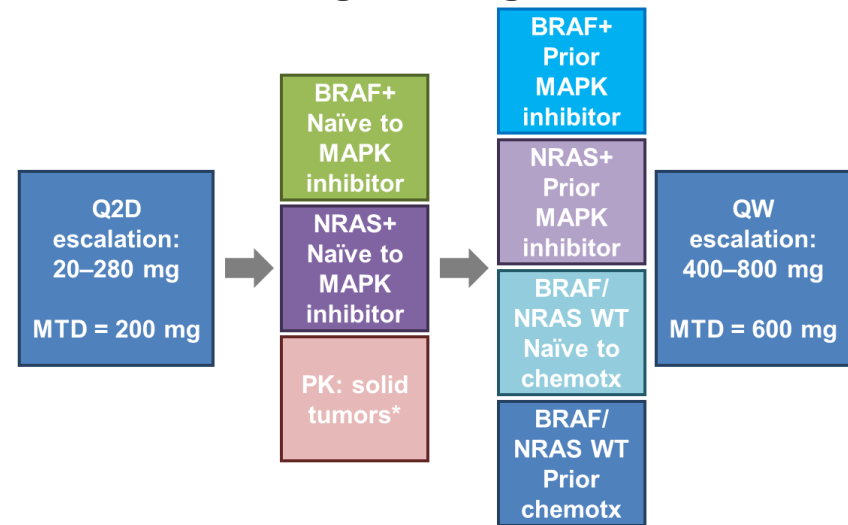 Q2D
escalation:
20–280 mg
MTD = 200 mg
BRAF+
Naïve to
MAPK
inhibitor
NRAS+
Naïve to
MAPK
inhibitor
PK: solid
tumors*
BRAF+
Prior
MAPK
inhibitor
NRAS+
Prior
MAPK
inhibitor
BRAF/
NRAS WT
Naïve to
chemotx
BRAF/
NRAS WT
Prior
chemotx
QW
escalation:
400–800 mg
MTD = 600 mg